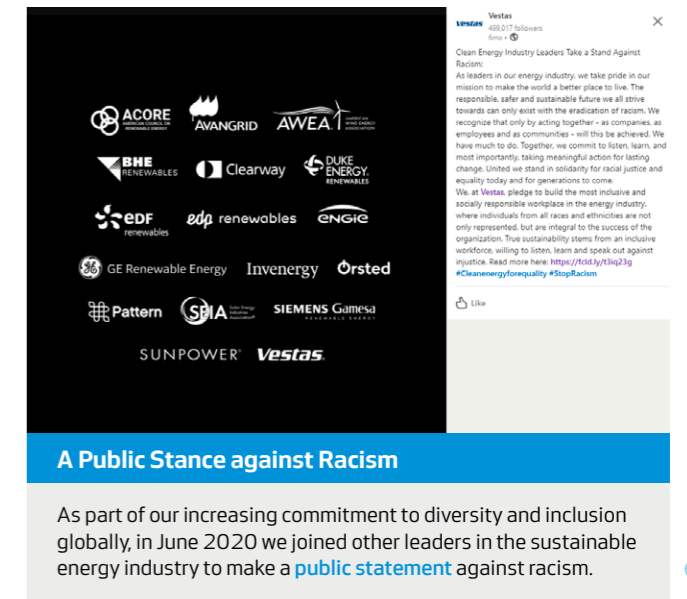 ACORE
AMERICAN COUNCIL ON
RENEWABLE ENERGY
AVANGRID
AWEA
AMERICAN
WIND ENERGY
ASSOCIATION
BHE
RENEWABLES
Clearway
DUKE
ENERGY.
RENEWABLES
eDF
renewables
edp renewables
ENGIE
GE Renewable Energy
Invenergy
Ørsted
Pattern
SEIA
Solar Energy
Industries
Association®
SIEMENS Gamesa
RENEWABLE ENERGY
SUNPOWER®
Vestas.
Vestas
Vestas
499,017 followers
6mo •
Clean Energy Industry Leaders Take a Stand Against
Racism:
As leaders in our energy industry, we take pride in our
mission to make the world a better place to live. The
responsible, safer and sustainable future we all strive
towards can only exist with the eradication of racism. We
recognize that only by acting together - as companies, as
employees and as communities - will this be achieved. We
have much to do. Together, we commit to listen, learn, and
most importantly, taking meaningful action for lasting
change. United we stand in solidarity for racial justice and
equality today and for generations to come.
We, at Vestas, pledge to build the most inclusive and
socially responsible workplace in the energy industry,
where individuals from all races and ethnicities are not
only represented, but are integral to the success of the
organization. True sustainability stems from an inclusive
workforce, willing to listen, learn and speak out against
injustice. Read more here: https://fcld.ly/t3iq23g
#Cleanenergyforequality #StopRacism
Like
A Public Stance against Racism
As part of our increasing commitment to diversity and inclusion
globally, in June 2020 we joined other leaders in the sustainable
energy industry to make a public statement against racism.